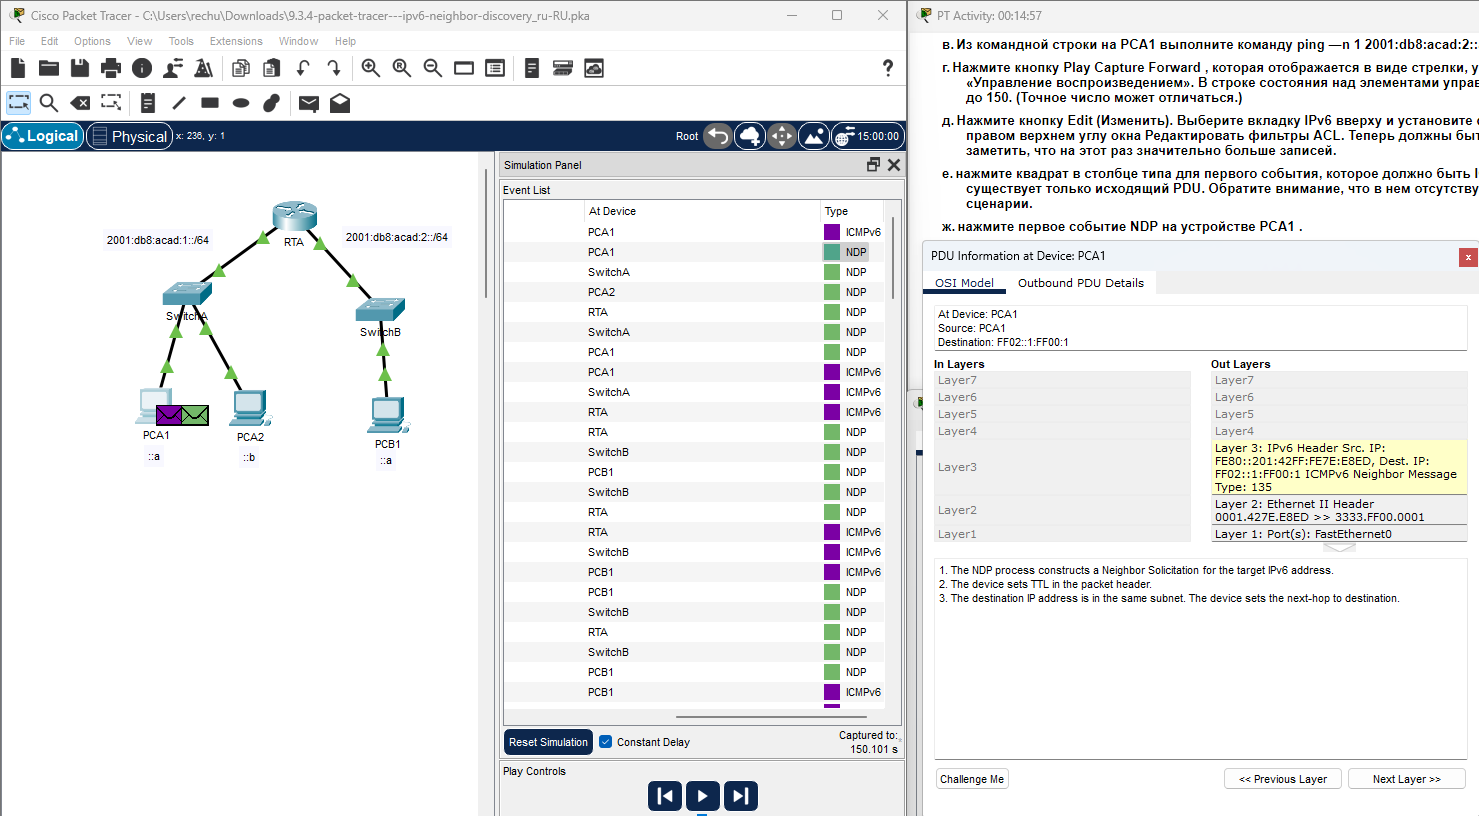 Cisco Packet Tracer - C:\Users\rechu\Downloads\9.3.4-packet-tracer---ipv6-neighbor-discovery_ru-RU.pka
File Edit Options View Tools Extensions Window Help
Logical Physical x: 236, y: 1 Root 15:00:00
2001:db8:acad:1::/64
RTA
2001:db8:acad:2::/64
SwitchA
SwitchB
PCA1
::a
PCA2
::b
PCB1
::a
Simulation Panel
Event List
At Device Type
PCA1 ICMPv6
PCA1 NDP
SwitchA NDP
PCA2 NDP
RTA NDP
SwitchA NDP
PCA1 NDP
PCA1 ICMPv6
SwitchA ICMPv6
RTA ICMPv6
RTA NDP
SwitchB NDP
PCB1 NDP
SwitchB NDP
RTA NDP
RTA ICMPv6
SwitchB ICMPv6
PCB1 ICMPv6
PCB1 NDP
SwitchB NDP
RTA NDP
SwitchB NDP
PCB1 NDP
PCB1 ICMPv6
Reset Simulation Constant Delay Captured to:
150.101 s
Play Controls
PT Activity: 00:14:57
в. Из командной строки на PCA1 выполните команду ping —n 1 2001:db8:acad:2::
г. Нажмите кнопку Play Capture Forward , которая отображается в виде стрелки, у
«Управление воспроизведением». В строке состояния над элементами управ
до 150. (Точное число может отличаться.)
д. Нажмите кнопку Edit (Изменить). Выберите вкладку IPv6 вверху и установите
правом верхнем углу окна Редактировать фильтры ACL. Теперь должны быт
заметить, что на этот раз значительно больше записей.
е. нажмите квадрат в столбце типа для первого события, которое должно быть I
существует только исходящий PDU. Обратите внимание, что в нем отсутству
сценарии.
ж. нажмите первое событие NDP на устройстве PCA1 .
PDU Information at Device: PCA1
OSI Model Outbound PDU Details
At Device: PCA1
Source: PCA1
Destination: FF02::1:FF00:1
In Layers Out Layers
Layer7 Layer7
Layer6 Layer6
Layer5 Layer5
Layer4 Layer4
Layer3
Layer 3: IPv6 Header Src. IP:
FE80::201:42FF:FE7E:E8ED, Dest. IP:
FF02::1:FF00:1 ICMPv6 Neighbor Message
Type: 135
Layer2
Layer 2: Ethernet II Header
0001.427E.E8ED >> 3333.FF00.0001
Layer1 Layer 1: Port(s): FastEthernet0
1. The NDP process constructs a Neighbor Solicitation for the target IPv6 address.
2. The device sets TTL in the packet header.
3. The destination IP address is in the same subnet. The device sets the next-hop to destination.
Challenge Me << Previous Layer Next Layer >>